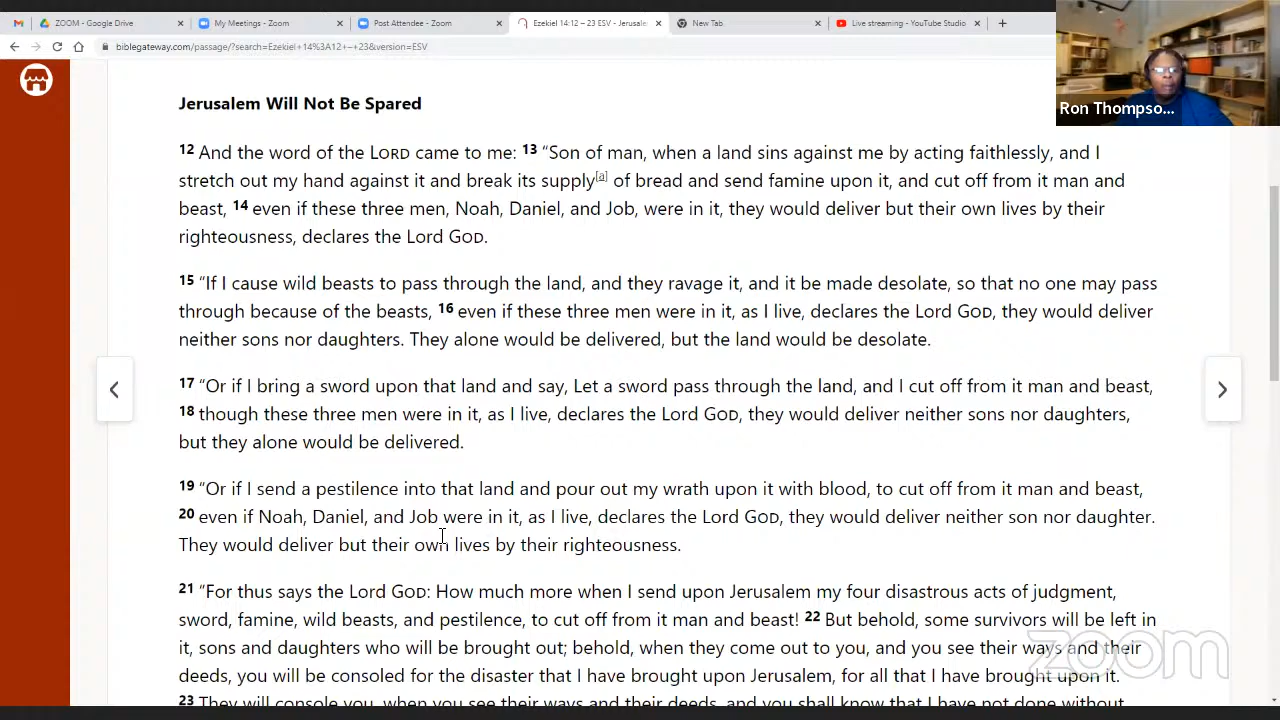 ZOOM - Google Drive
My Meetings - Zoom
Post Attendee - Zoom
Ezekiel 14:12 – 23 ESV - Jerusale
New Tab
Live streaming - YouTube Studio
biblegateway.com/passage/?search=Ezekiel+14%3A12+–+23&version=ESV
Ron Thompso...
Jerusalem Will Not Be Spared
12 And the word of the LORD came to me: 13 “Son of man, when a land sins against me by acting faithlessly, and I
stretch out my hand against it and break its supply[a] of bread and send famine upon it, and cut off from it man and
beast, 14 even if these three men, Noah, Daniel, and Job, were in it, they would deliver but their own lives by their
righteousness, declares the Lord GOD.
15 “If I cause wild beasts to pass through the land, and they ravage it, and it be made desolate, so that no one may pass
through because of the beasts, 16 even if these three men were in it, as I live, declares the Lord GOD, they would deliver
neither sons nor daughters. They alone would be delivered, but the land would be desolate.
17 “Or if I bring a sword upon that land and say, Let a sword pass through the land, and I cut off from it man and beast,
18 though these three men were in it, as I live, declares the Lord GOD, they would deliver neither sons nor daughters,
but they alone would be delivered.
19 “Or if I send a pestilence into that land and pour out my wrath upon it with blood, to cut off from it man and beast,
20 even if Noah, Daniel, and Job were in it, as I live, declares the Lord GOD, they would deliver neither son nor daughter.
They would deliver but their own lives by their righteousness.
21 “For thus says the Lord GOD: How much more when I send upon Jerusalem my four disastrous acts of judgment,
sword, famine, wild beasts, and pestilence, to cut off from it man and beast! 22 But behold, some survivors will be left in
it, sons and daughters who will be brought out; behold, when they come out to you, and you see their ways and their
deeds, you will be consoled for the disaster that I have brought upon Jerusalem, for all that I have brought upon it.
23 They will console you, when you see their ways and their deeds, and you shall know that I have not done without
zoom